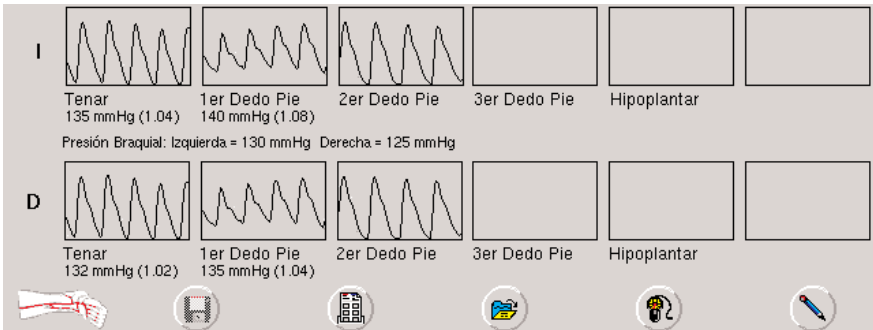 I
Tenar 1er Dedo Pie 2er Dedo Pie 3er Dedo Pie Hipoplantar
135 mmHg (1.04) 140 mmHg (1.08)
Presión Braquial: Izquierda = 130 mmHg Derecha = 125 mmHg
D
Tenar 1er Dedo Pie 2er Dedo Pie 3er Dedo Pie Hipoplantar
132 mmHg (1.02) 135 mmHg (1.04)